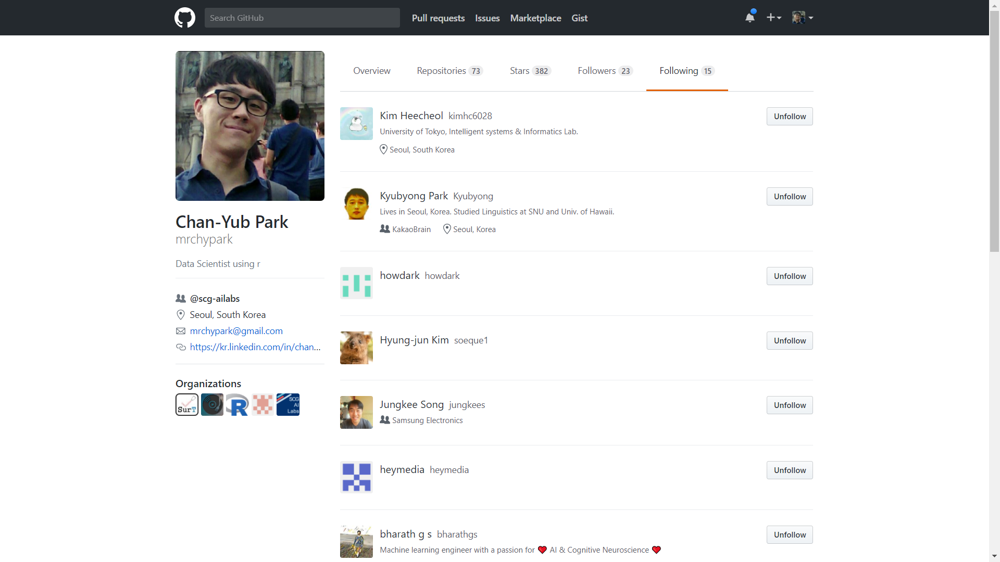 Search GitHub
Pull requests Issues Marketplace Gist
Overview Repositories 73 Stars 382 Followers 23 Following 15
Chan-Yub Park
mrchypark
Data Scientist using r
@scg-ailabs
Seoul, South Korea
mrchypark@gmail.com
https://kr.linkedin.com/in/chan...
Organizations
SurT
R
SCG
AI
Labs
Kim Heecheol kimhc6028
Unfollow
University of Tokyo, Intelligent systems & Informatics Lab.
Seoul, South Korea
Kyubyong Park Kyubyong
Unfollow
Lives in Seoul, Korea. Studied Linguistics at SNU and Univ. of Hawaii.
KakaoBrain Seoul, Korea
howdark howdark
Unfollow
Hyung-jun Kim soeque1
Unfollow
Jungkee Song jungkees
Unfollow
Samsung Electronics
heymedia heymedia
Unfollow
bharath g s bharathgs
Unfollow
Machine learning engineer with a passion for ❤️ AI & Cognitive Neuroscience ❤️